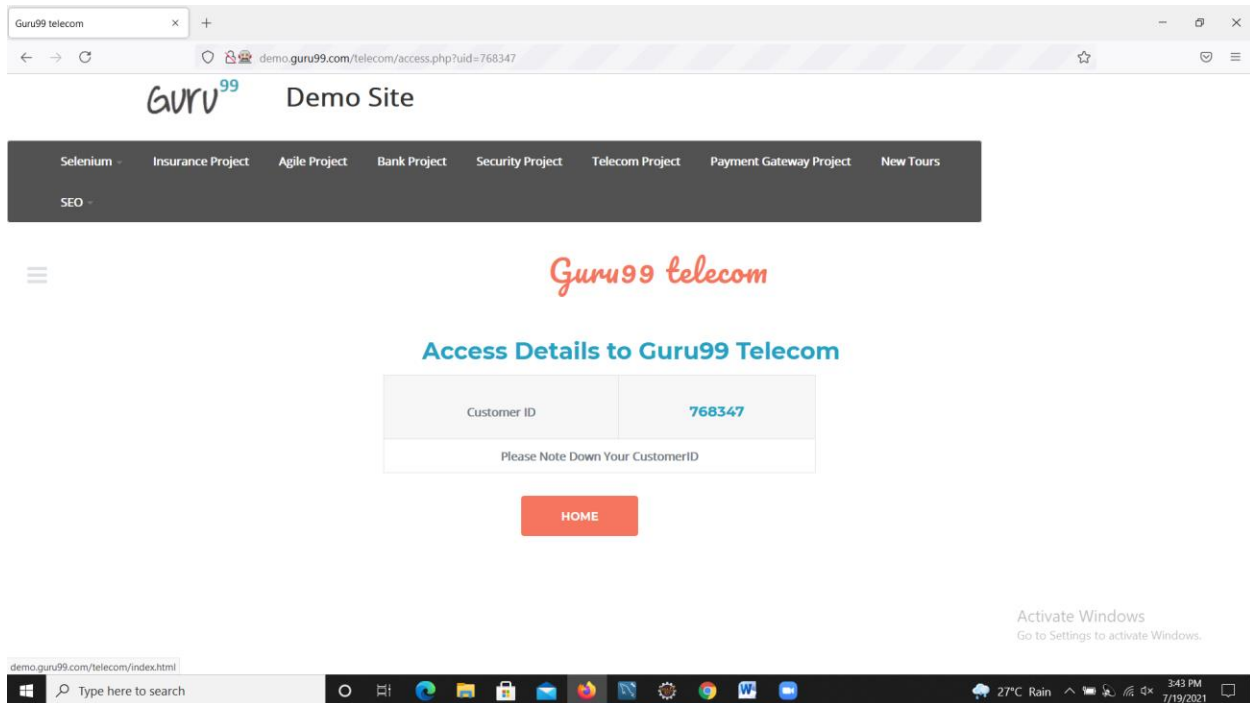 Guru99 telecom
demo.guru99.com/telecom/access.php?uid=768347
Guru99 Demo Site
Selenium Insurance Project Agile Project Bank Project Security Project Telecom Project Payment Gateway Project New Tours
SEO
Guru99 telecom
Access Details to Guru99 Telecom
Customer ID 768347
Please Note Down Your CustomerID
HOME
Activate Windows
Go to Settings to activate Windows.
demo.guru99.com/telecom/index.html
Type here to search 27°C Rain 3:43 PM
7/19/2021